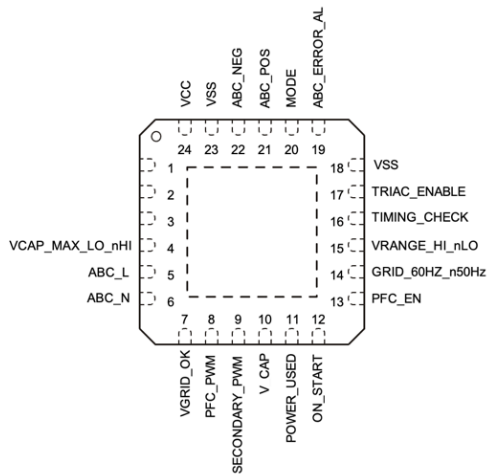 VCC
VSS
ABC_NEG
ABC_POS
MODE
ABC_ERROR_AL
24
23
22
21
20
19
1
2
3
VCAP_MAX_LO_nHI 4
ABC_L 5
ABC_N 6
18 VSS
17 TRIAC_ENABLE
16 TIMING_CHECK
15 VRANGE_HI_nLO
14 GRID_60HZ_n50Hz
13 PFC_EN
7
8
9
10
11
12
VGRID_OK
PFC_PWM
SECONDARY_PWM
V CAP
POWER_USED
ON_START